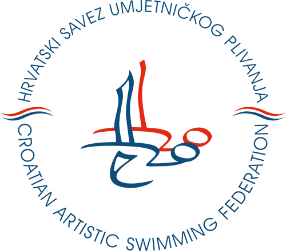 HRVATSKI SAVEZ UMJETNIČKOG PLIVANJA
CROATIAN ARTISTIC SWIMMING FEDERATION